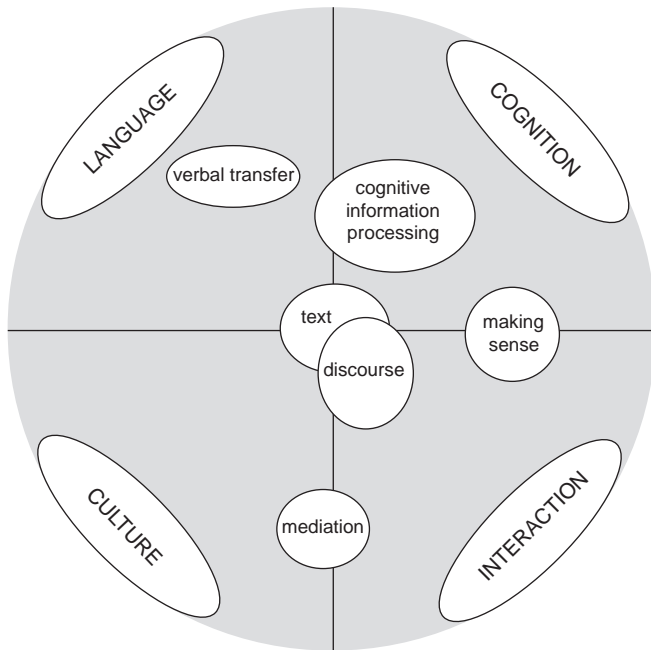 LANGUAGE
COGNITION
verbal transfer
cognitive
information
processing
text
making
sense
discourse
CULTURE
mediation
INTERACTION